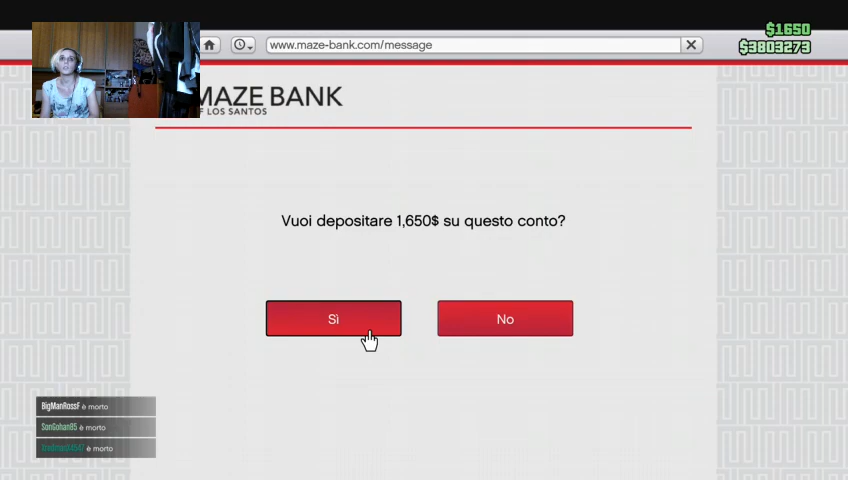 www.maze-bank.com/message
$1650
$3803273
MAZE BANK
F LOS SANTOS
Vuoi depositare 1,650$ su questo conto?
Sì
No
BigManRossF è morto
SonGohan85 è morto
è morto